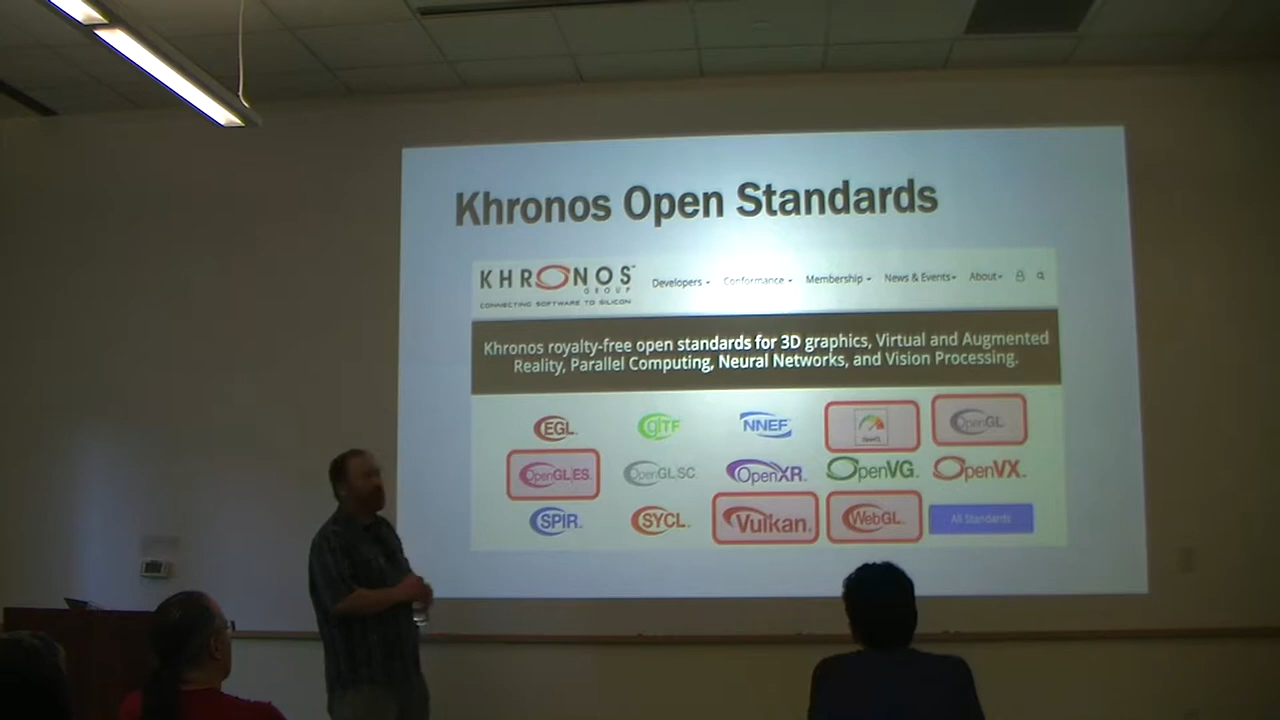 Khronos Open Standards
KHRONOS
GROUP
CONNECTING SOFTWARE TO SILICON
Developers Conformance Membership News & Events About
Khronos royalty-free open standards for 3D graphics, Virtual and Augmented
Reality, Parallel Computing, Neural Networks, and Vision Processing.
EGL glTF NNEF OpenCL OpenGL
OpenGL|ES OpenGL SC OpenXR OpenVG OpenVX
SPIR SYCL Vulkan WebGL All Standards